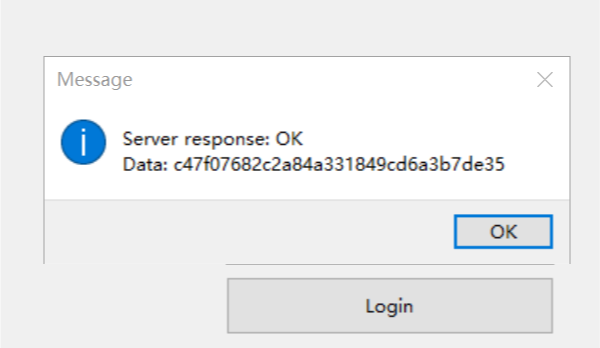 Message
Server response: OK
Data: c47f07682c2a84a331849cd6a3b7de35
OK
Login